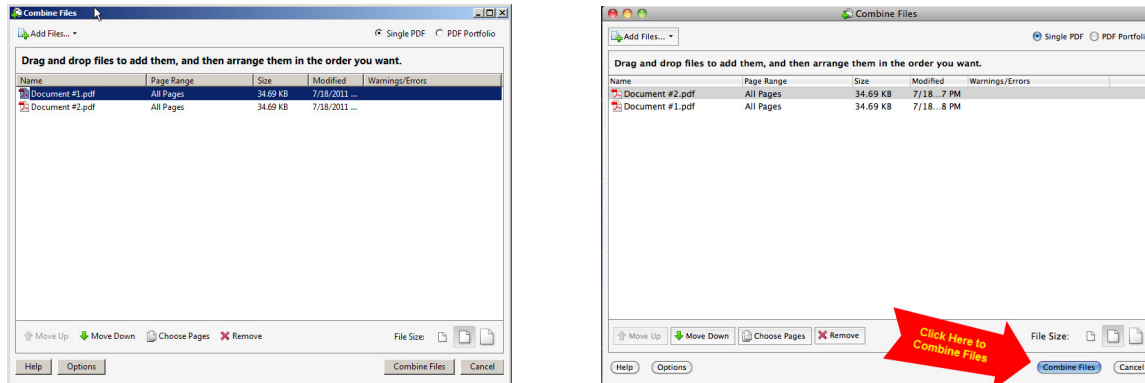 Combine Files
Add Files...
Single PDF PDF Portfolio
Drag and drop files to add them, and then arrange them in the order you want.
Name Page Range Size Modified Warnings/Errors
Document #1.pdf All Pages 34.69 KB 7/18/2011 ...
Document #2.pdf All Pages 34.69 KB 7/18/2011 ...
Move Up Move Down Choose Pages Remove File Size:
Help Options Combine Files Cancel
Combine Files
Add Files...
Single PDF PDF Portfoli
Drag and drop files to add them, and then arrange them in the order you want.
Name Page Range Size Modified Warnings/Errors
Document #2.pdf All Pages 34.69 KB 7/18...7 PM
Document #1.pdf All Pages 34.69 KB 7/18...8 PM
Move Up Move Down Choose Pages Remove File Size:
Click Here to
Combine Files
Help Options Combine Files Cancel